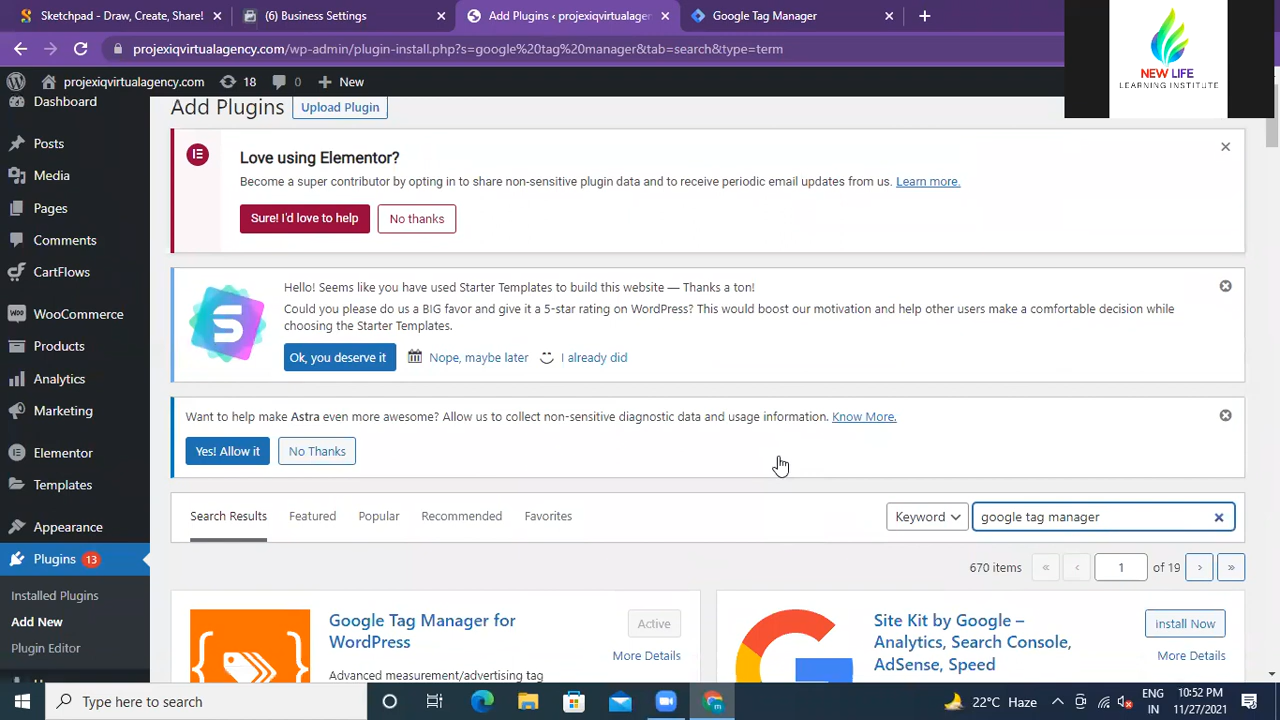 Sketchpad - Draw, Create, Share!
(6) Business Settings
Add Plugins ‹ projexiqvirtualager
Google Tag Manager
projexiqvirtualagency.com/wp-admin/plugin-install.php?s=google%20tag%20manager&tab=search&type=term
NEW LIFE
LEARNING INSTITUTE
projexiqvirtualagency.com
18
0
New
Dashboard
Posts
Media
Pages
Comments
CartFlows
WooCommerce
Products
Analytics
Marketing
Elementor
Templates
Appearance
Plugins 13
Installed Plugins
Add New
Plugin Editor
Add Plugins
Upload Plugin
Love using Elementor?
Become a super contributor by opting in to share non-sensitive plugin data and to receive periodic email updates from us. Learn more.
Sure! I'd love to help
No thanks
Hello! Seems like you have used Starter Templates to build this website — Thanks a ton!
Could you please do us a BIG favor and give it a 5-star rating on WordPress? This would boost our motivation and help other users make a comfortable decision while
choosing the Starter Templates.
Ok, you deserve it
Nope, maybe later
I already did
Want to help make Astra even more awesome? Allow us to collect non-sensitive diagnostic data and usage information. Know More.
Yes! Allow it
No Thanks
Search Results
Featured
Popular
Recommended
Favorites
Keyword
google tag manager
670 items
«
‹
1
of 19
›
»
Google Tag Manager for
WordPress
Active
More Details
Advanced measurement/advertising tag
Site Kit by Google –
Analytics, Search Console,
AdSense, Speed
Install Now
More Details
Type here to search
22°C Haze
ENG
IN
10:52 PM
11/27/2021